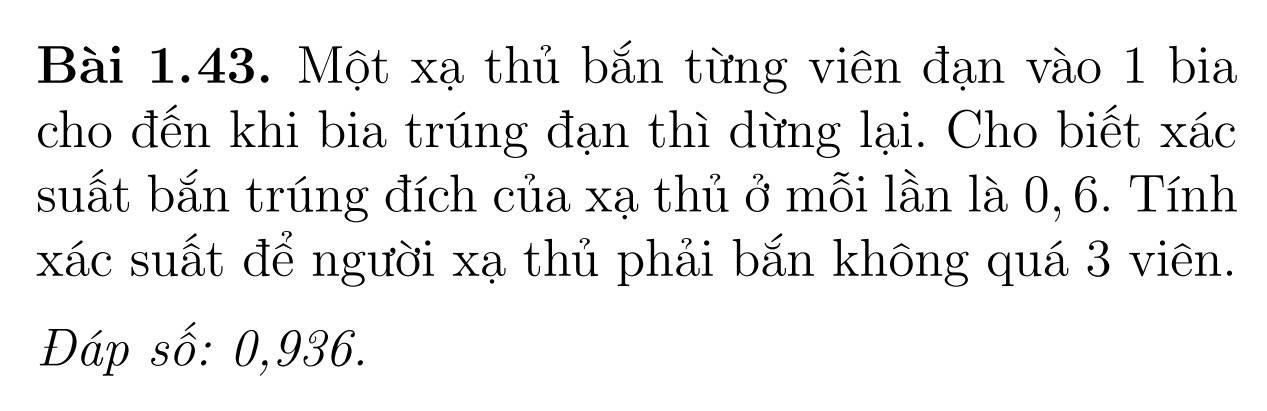 Bài 1.43. Một xạ thủ bắn từng viên đạn vào 1 bia
cho đến khi bia trúng đạn thì dừng lại. Cho biết xác
suất bắn trúng đích của xạ thủ ở mỗi lần là 0, 6. Tính
xác suất để người xạ thủ phải bắn không quá 3 viên.
Đáp số: 0,936.